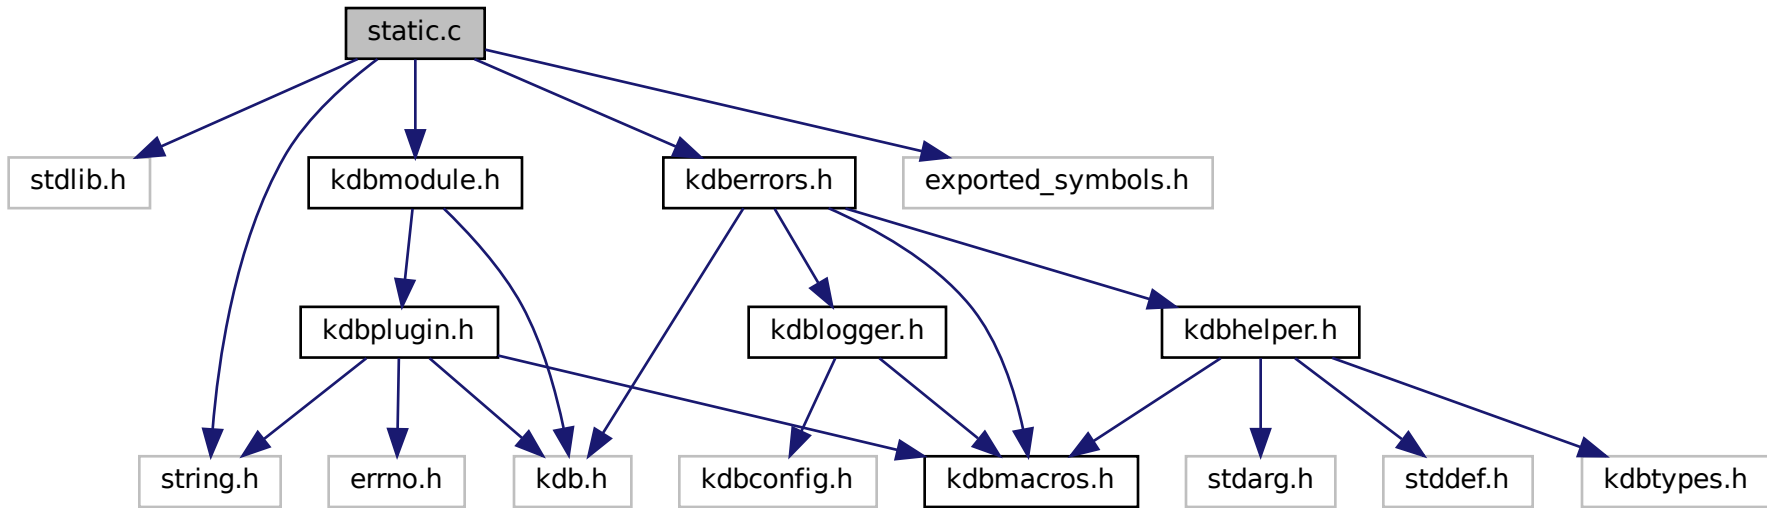 static.c
stdlib.h
kdbmodule.h
kdberrors.h
exported_symbols.h
kdbplugin.h
kdblogger.h
kdbhelper.h
string.h
errno.h
kdb.h
kdbconfig.h
kdbmacros.h
stdarg.h
stddef.h
kdbtypes.h